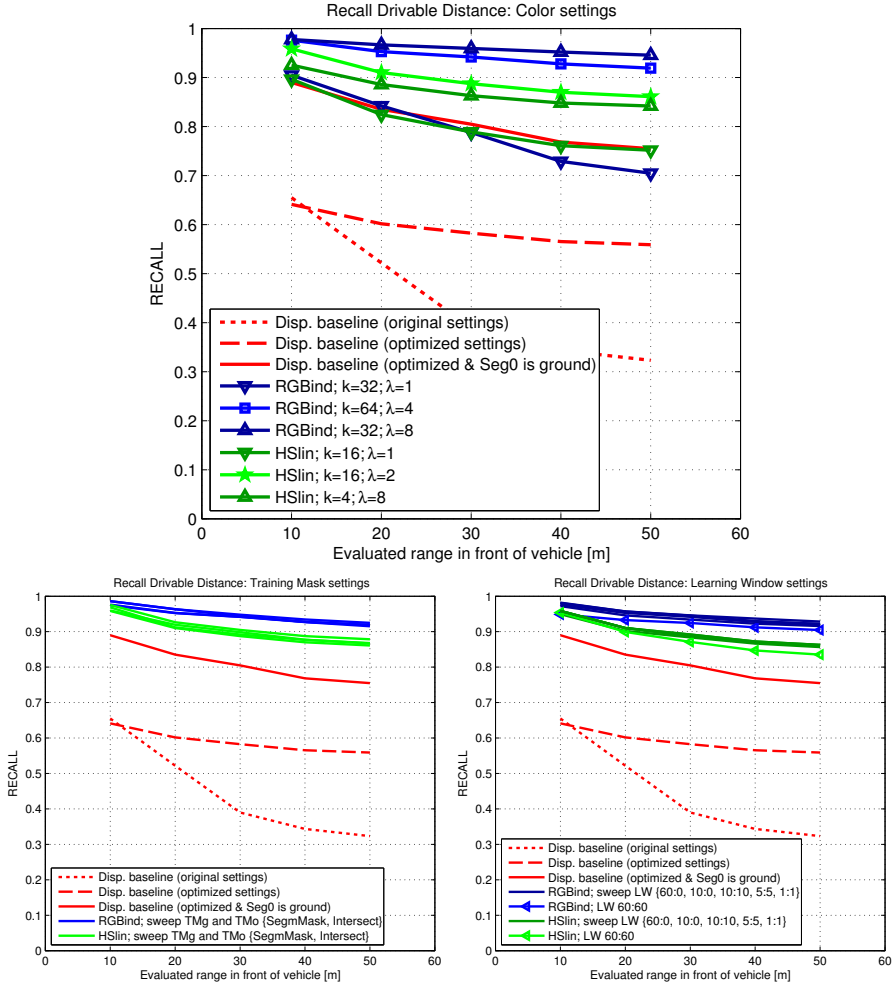 Recall Drivable Distance: Color settings
1
0.9
0.8
0.7
0.6
0.5
0.4
0.3
0.2
0.1
0
RECALL
Disp. baseline (original settings)
Disp. baseline (optimized settings)
Disp. baseline (optimized & Seg0 is ground)
RGBind; k=32; λ=1
RGBind; k=64; λ=4
RGBind; k=32; λ=8
HSlin; k=16; λ=1
HSlin; k=16; λ=2
HSlin; k=4; λ=8
0 10 20 30 40 50 60
Evaluated range in front of vehicle [m]
Recall Drivable Distance: Training Mask settings
1
0.9
0.8
0.7
0.6
0.5
0.4
0.3
0.2
0.1
0
RECALL
Disp. baseline (original settings)
Disp. baseline (optimized settings)
Disp. baseline (optimized & Seg0 is ground)
RGBind; sweep TMg and TMo {SegmMask, Intersect}
HSlin; sweep TMg and TMo {SegmMask, Intersect}
0 10 20 30 40 50 60
Evaluated range in front of vehicle [m]
Recall Drivable Distance: Learning Window settings
1
0.9
0.8
0.7
0.6
0.5
0.4
0.3
0.2
0.1
0
RECALL
Disp. baseline (original settings)
Disp. baseline (optimized settings)
Disp. baseline (optimized & Seg0 is ground)
RGBind; sweep LW {60:0, 10:0, 10:10, 5:5, 1:1}
RGBind; LW 60:60
HSlin; sweep LW {60:0, 10:0, 10:10, 5:5, 1:1}
HSlin; LW 60:60
0 10 20 30 40 50 60
Evaluated range in front of vehicle [m]